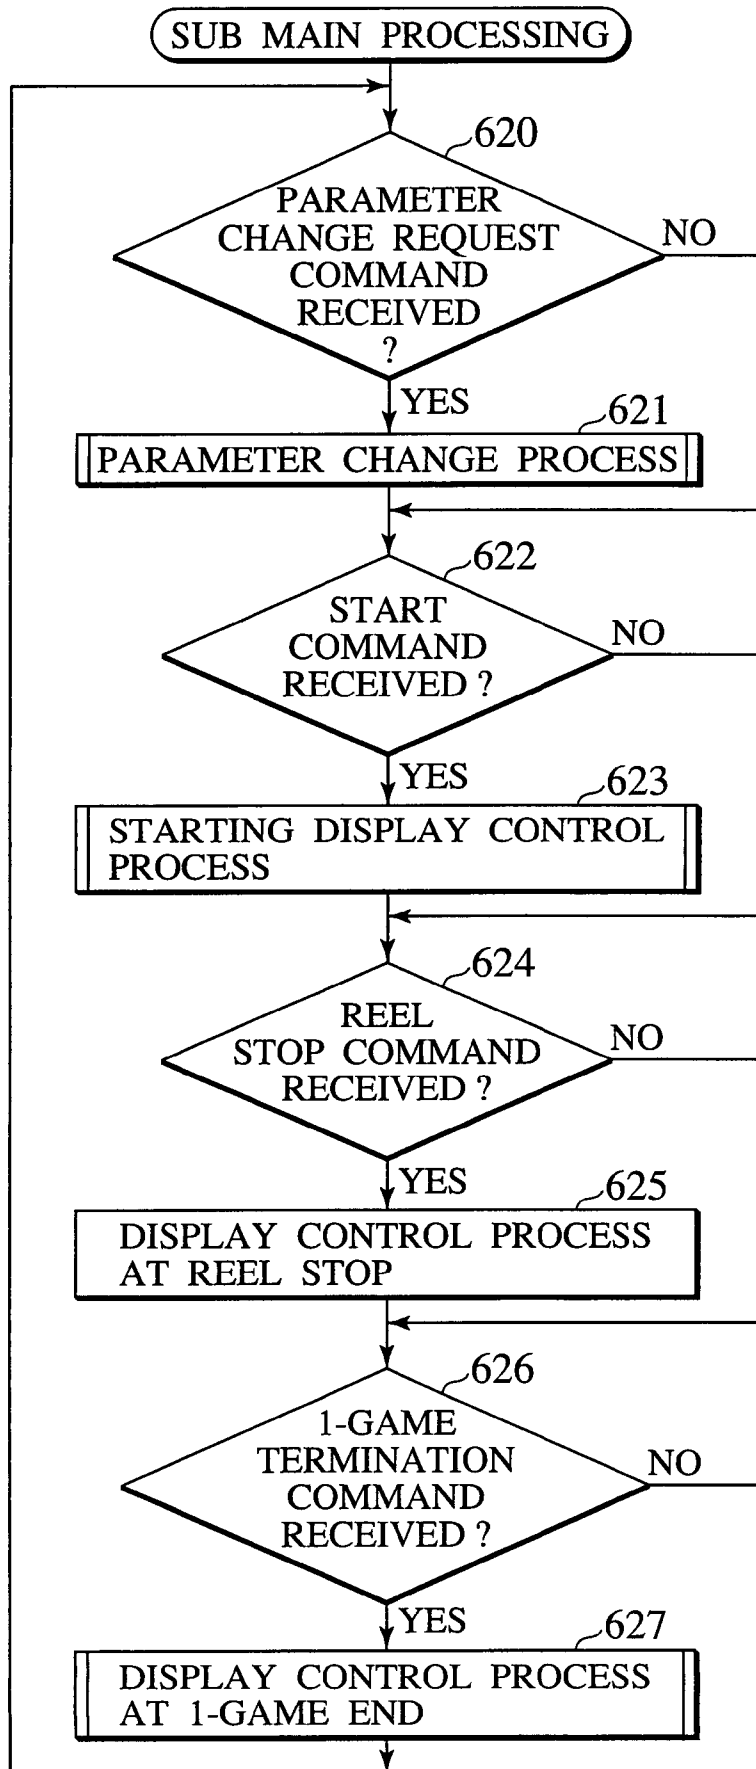 SUB MAIN PROCESSING
620
PARAMETER
CHANGE REQUEST
COMMAND
RECEIVED
?
NO
YES
621
PARAMETER CHANGE PROCESS
622
START
COMMAND
RECEIVED ?
NO
YES
623
STARTING DISPLAY CONTROL
PROCESS
624
REEL
STOP COMMAND
RECEIVED ?
NO
YES
625
DISPLAY CONTROL PROCESS
AT REEL STOP
626
1-GAME
TERMINATION
COMMAND
RECEIVED ?
NO
YES
627
DISPLAY CONTROL PROCESS
AT 1-GAME END